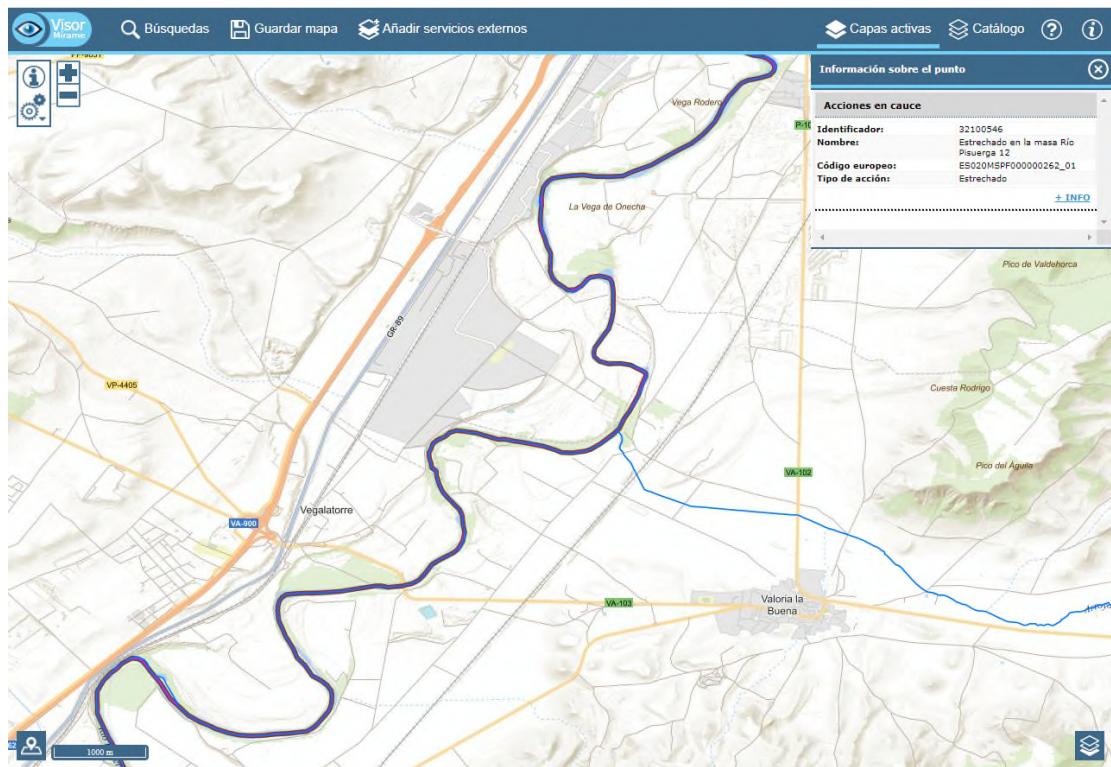 Visor
Mírame
Búsquedas
Guardar mapa
Añadir servicios externos
Capas activas
Catálogo
?
i
Información sobre el punto
Acciones en cauce
Identificador: 32100546
Nombre: Estrechado en la masa Río
Pisuerga 12
Código europeo: ES020MSPF000000262_01
Tipo de acción: Estrechado
+ INFO
Vega Rodero
P-10
La Vega de Onecha
Pico de Valdehorca
GR-89
VP-4405
Cuesta Rodrigo
VA-102
Pico del Águila
Vegalatorre
VA-900
Valoria la
Buena
VA-103
1000 m